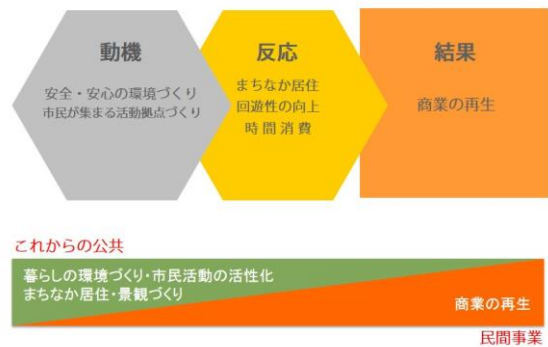 動機
安全・安心の環境づくり
市民が集まる活動拠点づくり
反応
まちなか居住
回遊性の向上
時間消費
結果
商業の再生
これからの公共
暮らしの環境づくり・市民活動の活性化
まちなか居住・景観づくり
商業の再生
民間事業